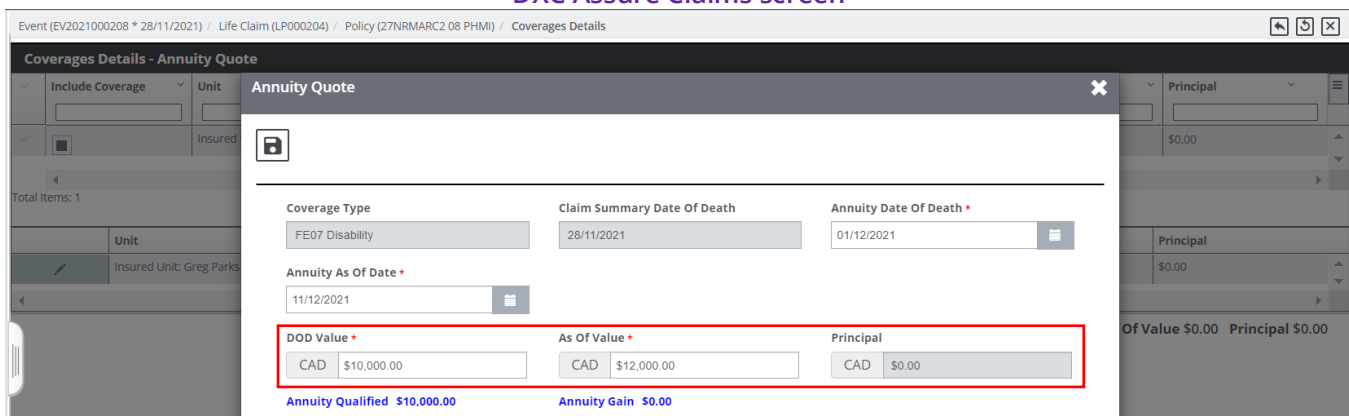 DXC Assure Claims screen
Event (EV2021000208 * 28/11/2021) / Life Claim (LP000204) / Policy (27NRMARC2 08 PHMI) / Coverages Details
Coverages Details - Annuity Quote
Include Coverage Unit Principal
Annuity Quote
Insured $0.00
Total Items: 1
Coverage Type Claim Summary Date Of Death Annuity Date Of Death *
FE07 Disability 28/11/2021 01/12/2021
Unit Principal
Insured Unit: Greg Parks $0.00
Annuity As Of Date *
11/12/2021
DOD Value * As Of Value * Principal
Of Value $0.00 Principal $0.00
CAD $10,000.00 CAD $12,000.00 CAD $0.00
Annuity Qualified $10,000.00 Annuity Gain $0.00